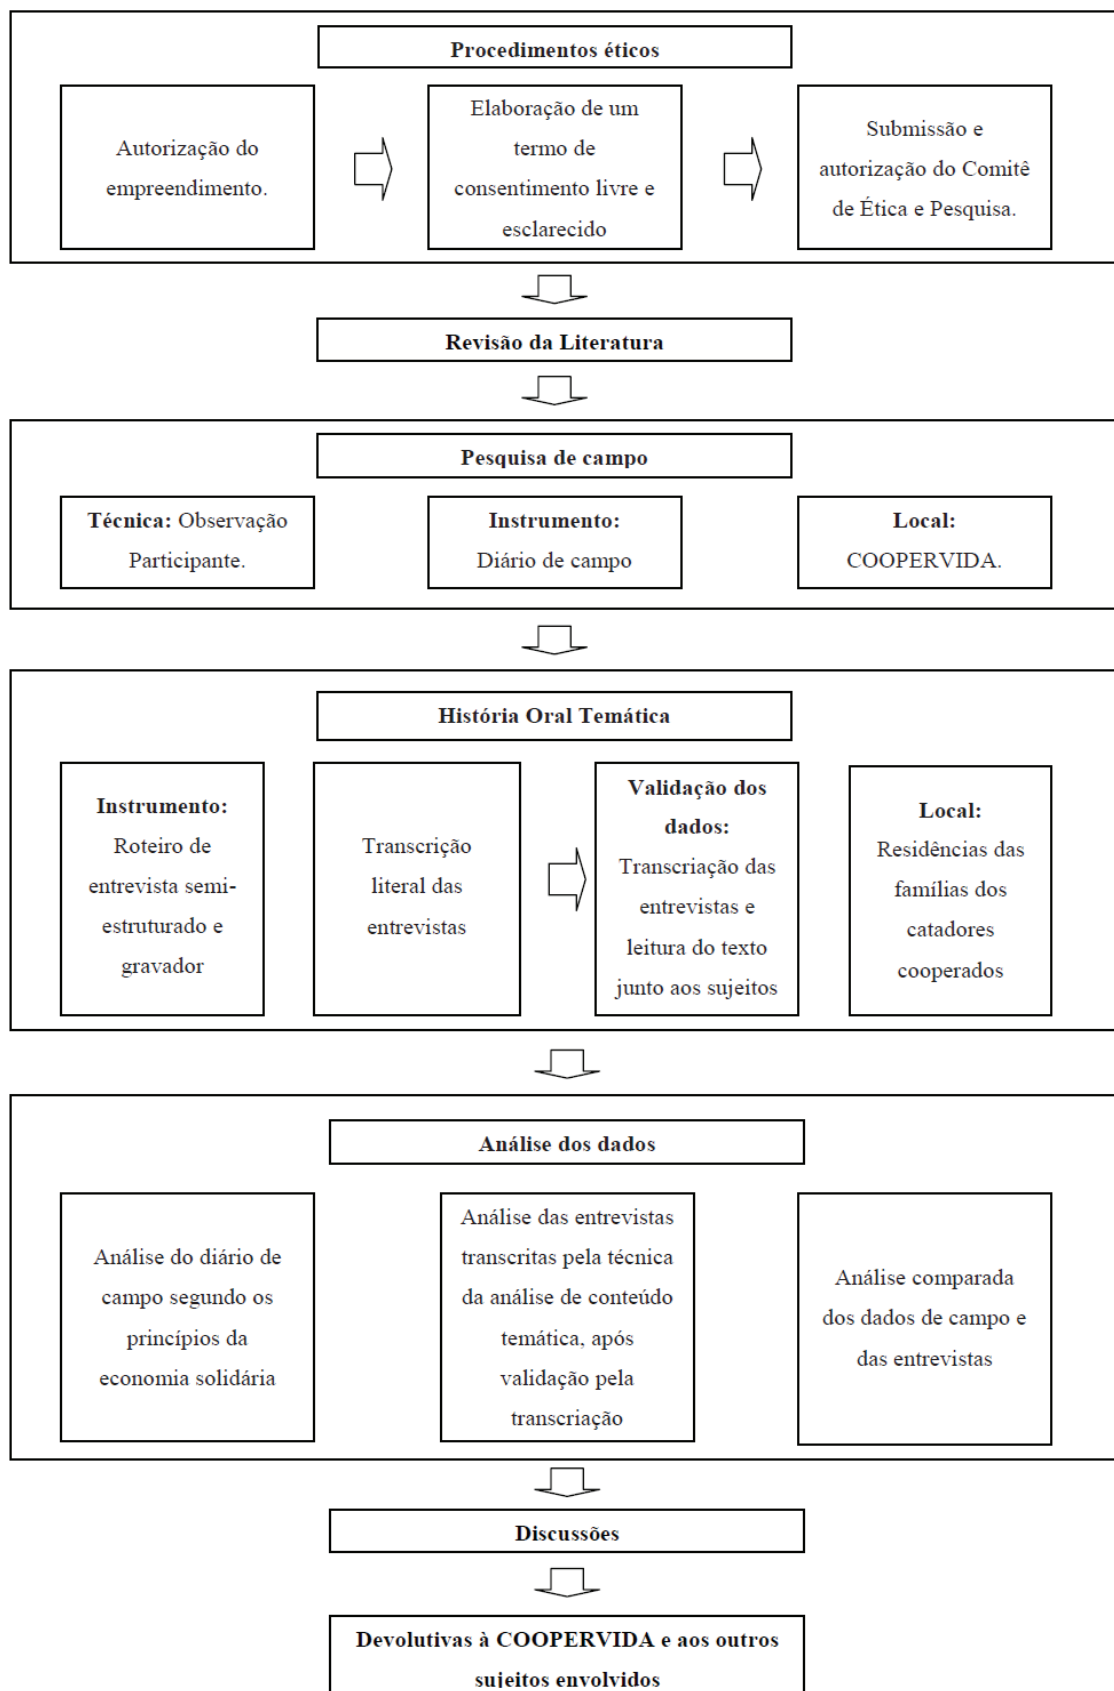 Procedimentos éticos
Autorização do
empreendimento.
Elaboração de um
termo de
consentimento livre e
esclarecido
Submissão e
autorização do Comitê
de Ética e Pesquisa.
Revisão da Literatura
Pesquisa de campo
Técnica: Observação
Participante.
Instrumento:
Diário de campo
Local:
COOPERVIDA.
História Oral Temática
Instrumento:
Roteiro de
entrevista semi-
estruturado e
gravador
Transcrição
literal das
entrevistas
Validação dos
dados:
Transcriação das
entrevistas e
leitura do texto
junto aos sujeitos
Local:
Residências das
famílias dos
catadores
cooperados
Análise dos dados
Análise do diário de
campo segundo os
princípios da
economia solidária
Análise das entrevistas
transcritas pela técnica
da análise de conteúdo
temática, após
validação pela
transcriação
Análise comparada
dos dados de campo e
das entrevistas
Discussões
Devolutivas à COOPERVIDA e aos outros
sujeitos envolvidos